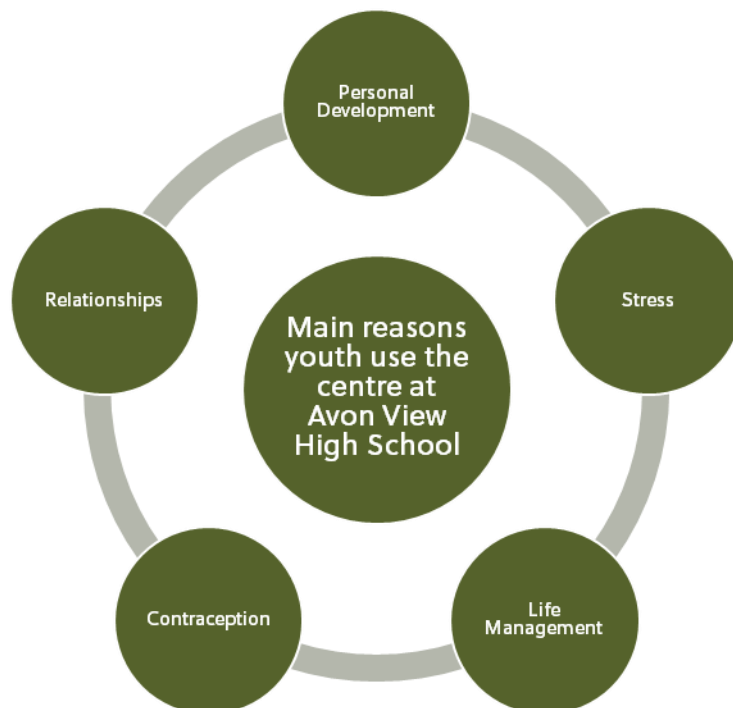 Personal
Development
Relationships
Stress
Main reasons
youth use the
centre at
Avon View
High School
Contraception
Life
Management